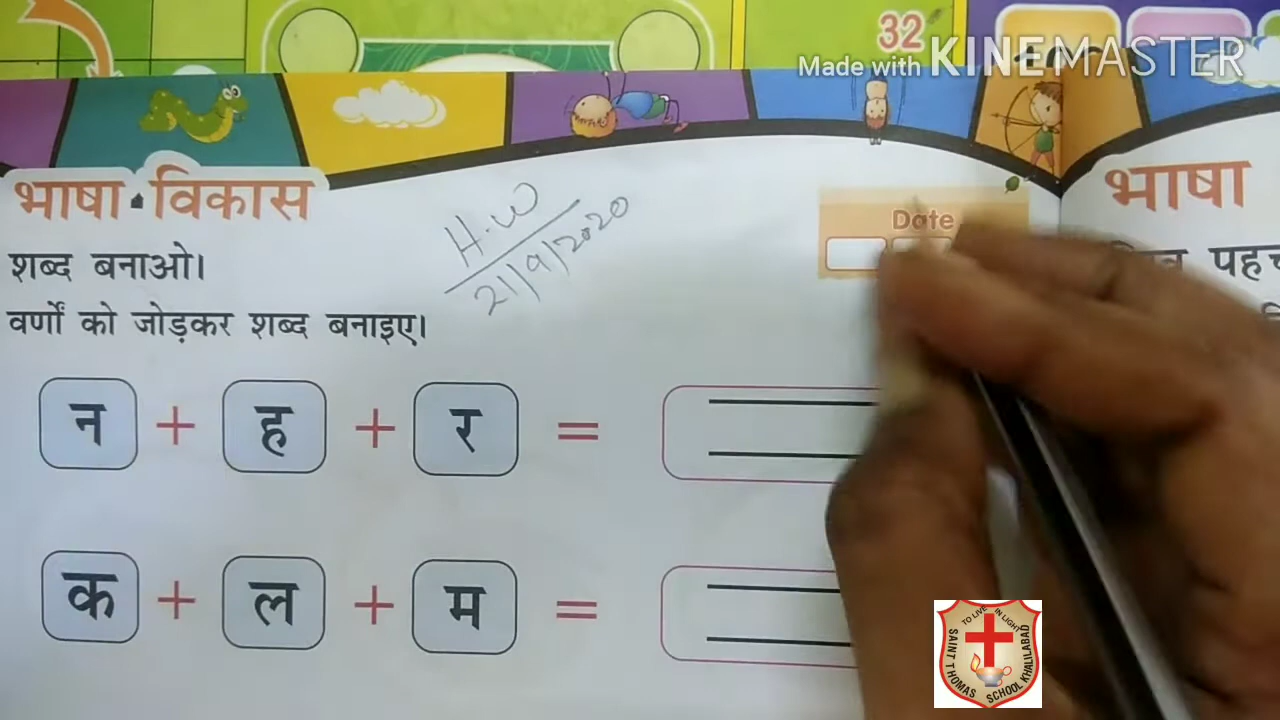 32
Made with KINEMASTER
भाषा विकास
H.W
21/9/2020
Date
भाषा
शब्द बनाओ।
वर्णों को जोड़कर शब्द बनाइए।
न + ह + र =
क + ल + म =
TO LIVE IN LIGHT
SAINT THOMAS SCHOOL KHALILABAD